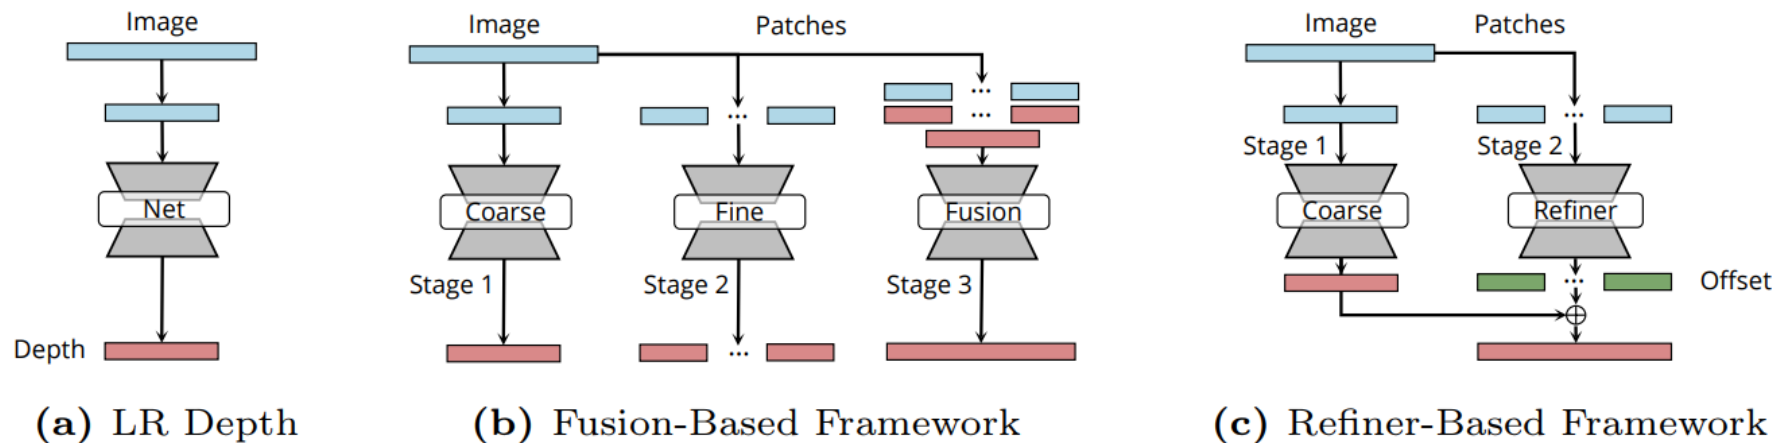 Image
Net
Depth
(a) LR Depth
Image
Patches
Coarse
Fine
Fusion
Stage 1
Stage 2
Stage 3
...
...
...
...
(b) Fusion-Based Framework
Image
Patches
...
Stage 1
Stage 2
Coarse
Refiner
...
Offset
(c) Refiner-Based Framework